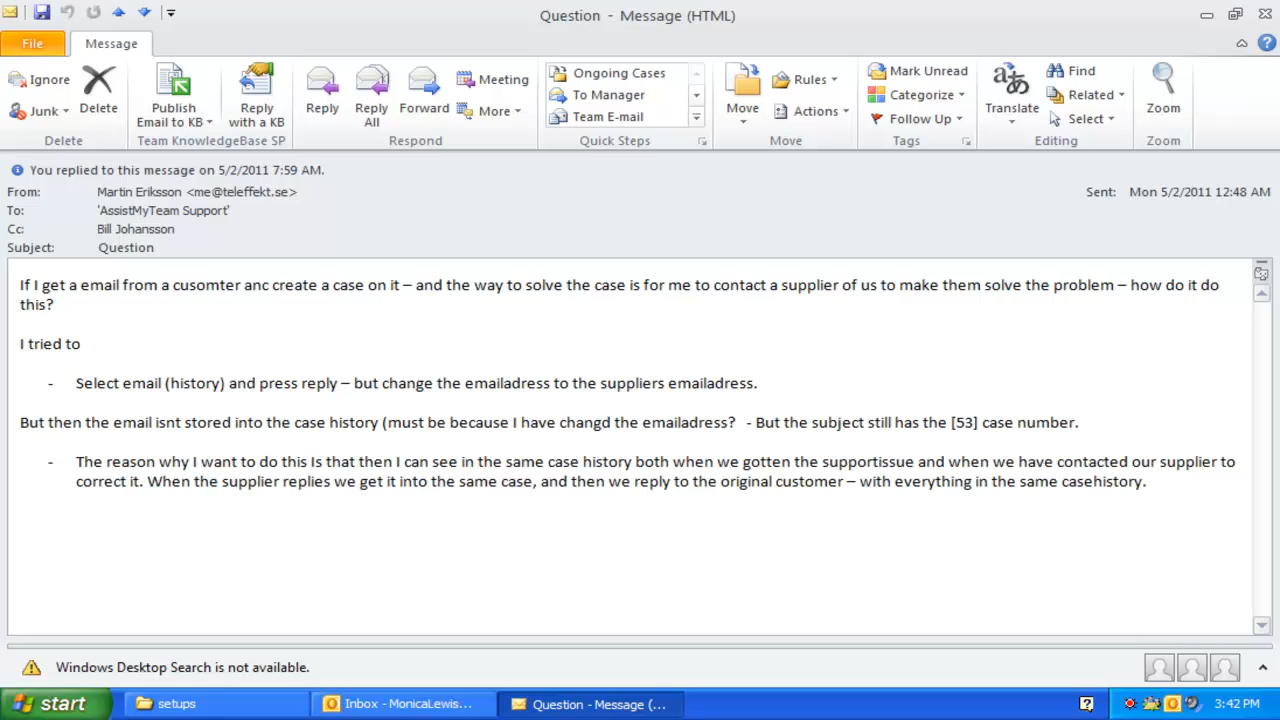 Question - Message (HTML)
File
Message
Ignore
Junk
Delete
Delete
Publish Email to KB
Reply with a KB
Team KnowledgeBase SP
Reply
Reply All
Forward
Meeting
More
Respond
Ongoing Cases
To Manager
Team E-mail
Quick Steps
Move
Rules
Actions
Move
Mark Unread
Categorize
Follow Up
Tags
Translate
Find
Related
Select
Editing
Zoom
Zoom
You replied to this message on 5/2/2011 7:59 AM.
From: Martin Eriksson <me@teleffekt.se>
Sent: Mon 5/2/2011 12:48 AM
To: 'AssistMyTeam Support'
Cc: Bill Johansson
Subject: Question
If I get a email from a cusomter anc create a case on it – and the way to solve the case is for me to contact a supplier of us to make them solve the problem – how do it do
this?
I tried to
- Select email (history) and press reply – but change the emailadress to the suppliers emailadress.
But then the email isnt stored into the case history (must be because I have changd the emailadress? - But the subject still has the [53] case number.
- The reason why I want to do this Is that then I can see in the same case history both when we gotten the supportissue and when we have contacted our supplier to
correct it. When the supplier replies we get it into the same case, and then we reply to the original customer – with everything in the same casehistory.
Windows Desktop Search is not available.
start
setups
Inbox - MonicaLewis...
Question - Message (...
3:42 PM